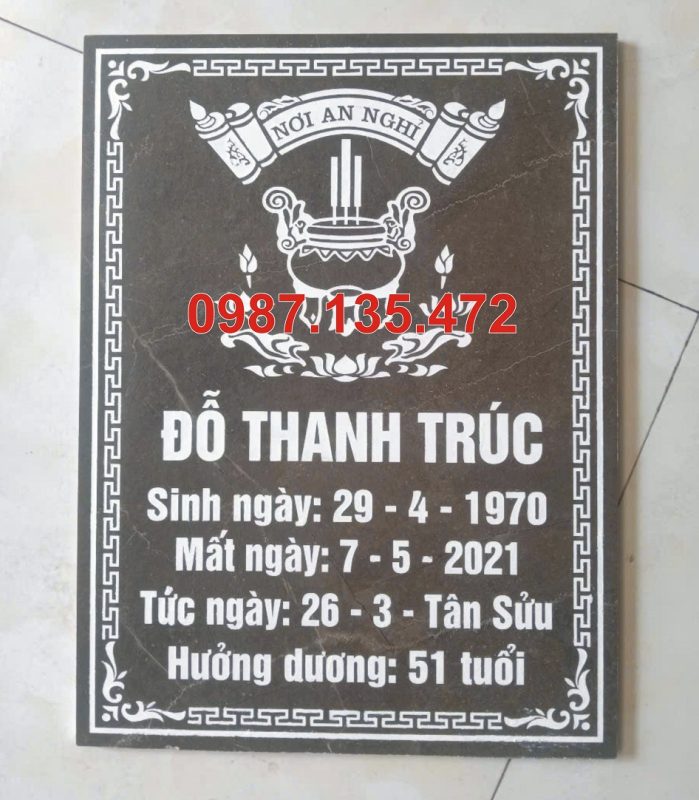 NƠI AN NGHỈ
0987.135.472
ĐỖ THANH TRÚC
Sinh ngày: 29 - 4 - 1970
Mất ngày: 7 - 5 - 2021
Tức ngày: 26 - 3 - Tân Sửu
Hưởng dương: 51 tuổi